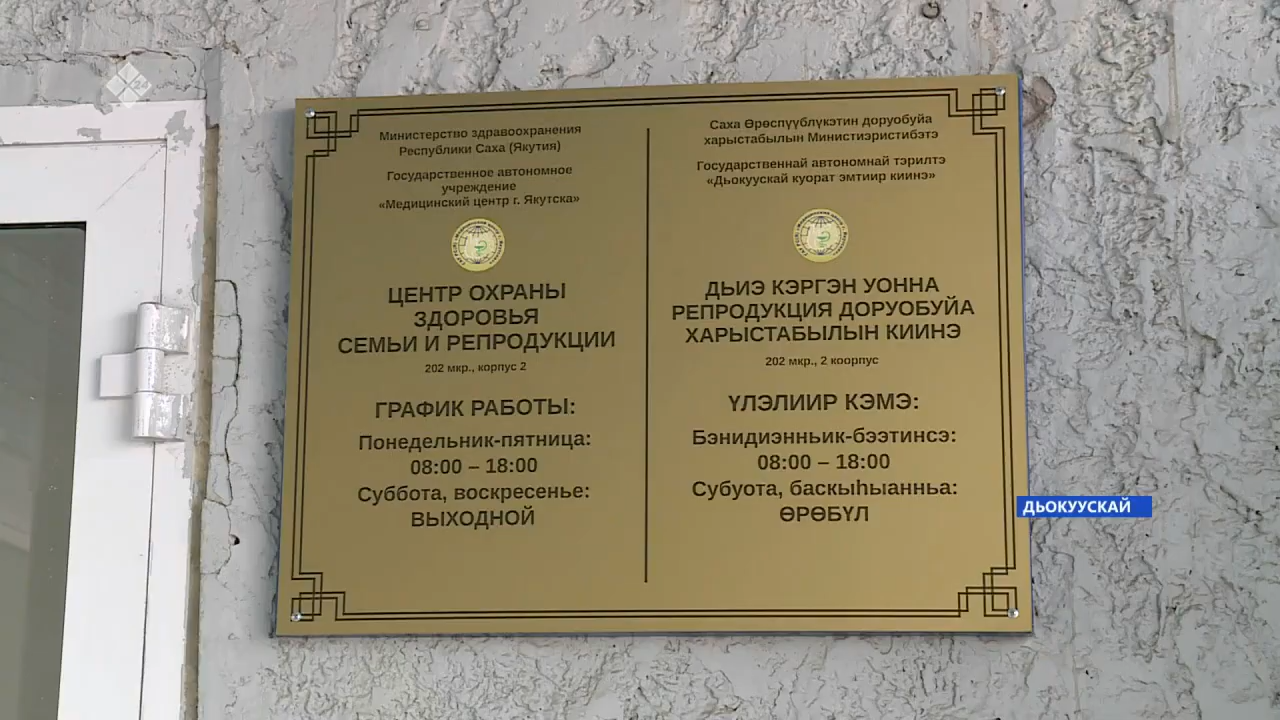 24
Министерство здравоохранения
Республики Саха (Якутия)
Государственное автономное
учреждение
«Медицинский центр г. Якутска»
ЦЕНТР ОХРАНЫ
ЗДОРОВЬЯ
СЕМЬИ И РЕПРОДУКЦИИ
202 мкр., корпус 2
ГРАФИК РАБОТЫ:
Понедельник-пятница:
08:00 – 18:00
Суббота, воскресенье:
ВЫХОДНОЙ
Саха Өрөспүүблүкэтин доруобуйа
харыстабылын Министиэристибэтэ
Государственнай автономнай тэрилтэ
«Дьокуускай куорат эмтиир киинэ»
ДЬИЭ КЭРГЭН УОННА
РЕПРОДУКЦИЯ ДОРУОБУЙА
ХАРЫСТАБЫЛЫН КИИНЭ
202 мкр., 2 коорпус
ҮЛЭЛИИР КЭМЭ:
Бэнидиэнньик-бээтинсэ:
08:00 – 18:00
Субуота, баскыһыанньа:
ӨРӨБҮЛ
ДЬОКУУСКАЙ